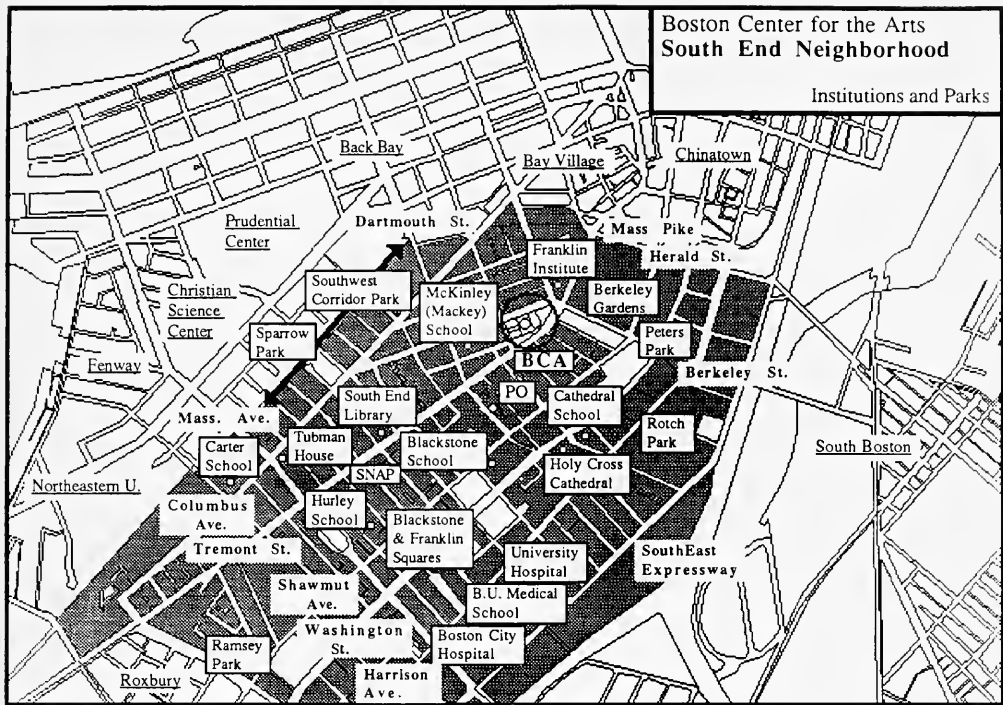 Boston Center for the Arts
South End Neighborhood
Institutions and Parks
Back Bay
Bay Village
Chinatown
Prudential
Center
Dartmouth St.
Mass Pike
Herald St.
Franklin
Institute
Southwest
Corridor Park
McKinley
(Mackey)
School
Berkeley
Gardens
Christian
Science
Center
Sparrow
Park
Peters
Park
BCA
Fenway
Berkeley St.
PO
South End
Library
Cathedral
School
Mass. Ave.
Rotch
Park
Carter
School
Tubman
House
Blackstone
School
South Boston
SNAP
Holy Cross
Cathedral
Northeastern U.
Hurley
School
Columbus
Ave.
Blackstone
& Franklin
Squares
Tremont St.
University
Hospital
SouthEast
Expressway
Shawmut
Ave.
B.U. Medical
School
Washington
St.
Boston City
Hospital
Ramsey
Park
Roxbury
Harrison
Ave.